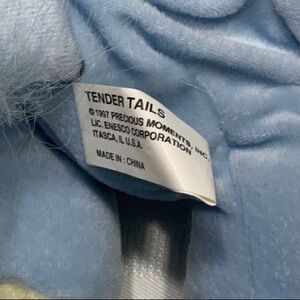 TENDER TAILS
© 1997 PRECIOUS MOMENTS, INC.
LIC. ENESCO CORPORATION
ITASCA, IL U.S.A.
MADE IN : CHINA